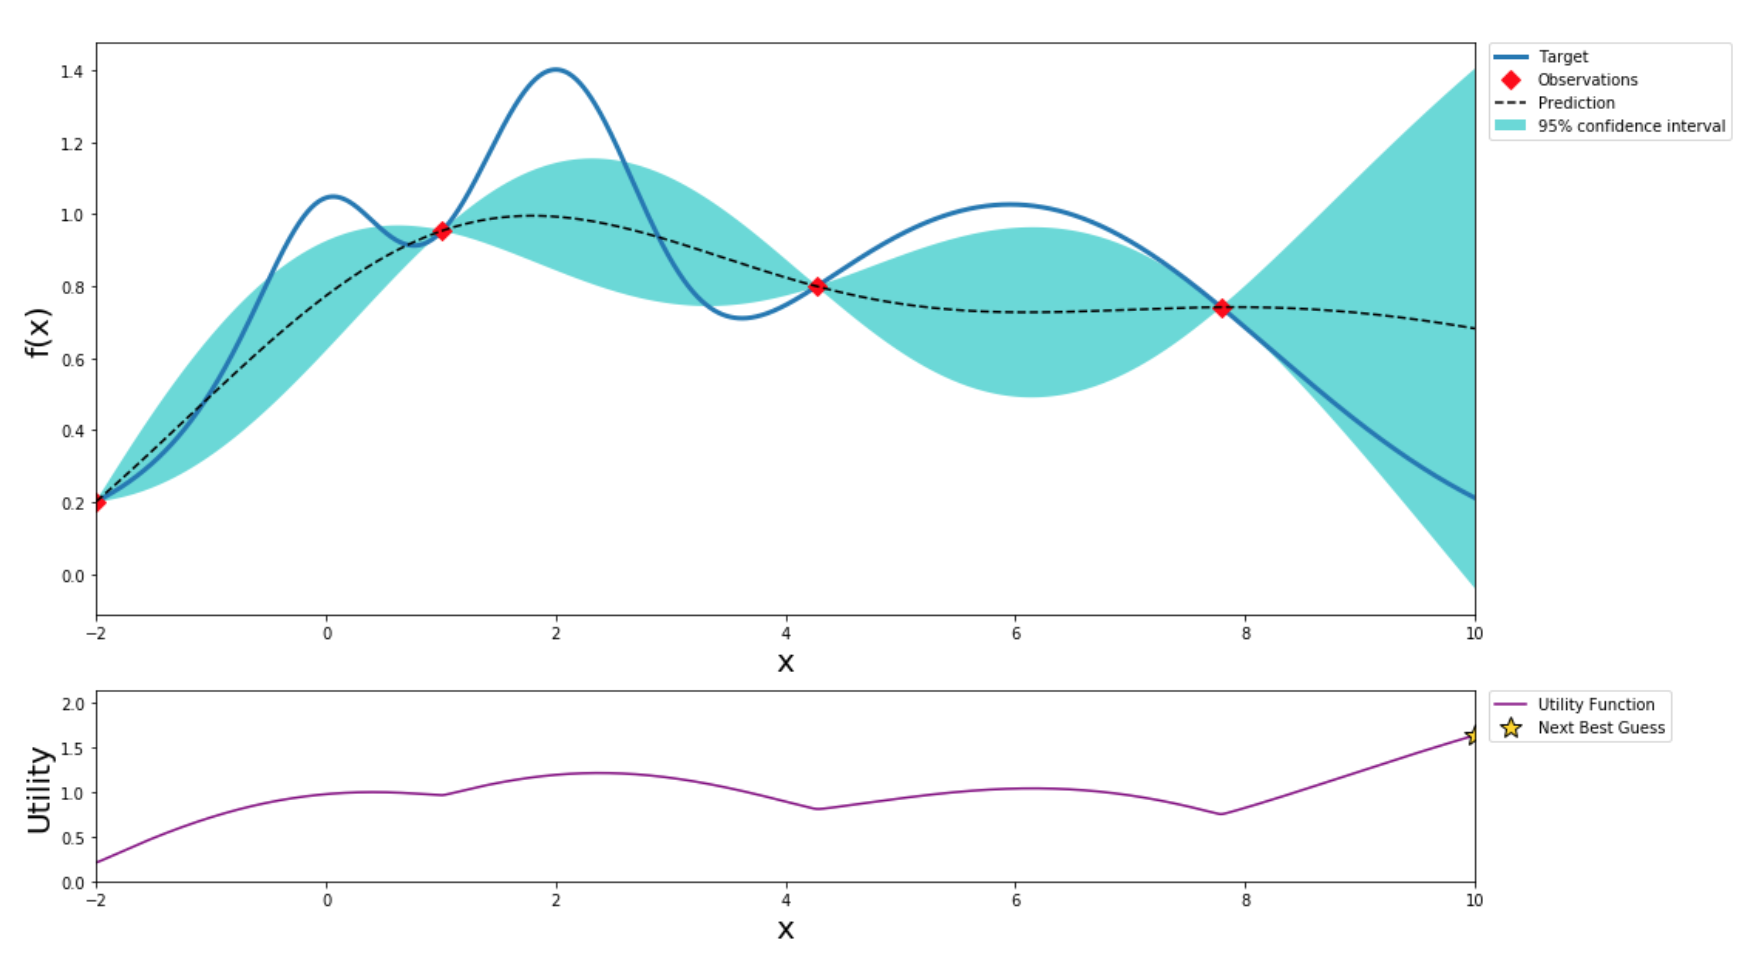 1.4
1.2
1.0
0.8
0.6
0.4
0.2
0.0
f(x)
−2 0 2 4 6 8 10
x
Target
Observations
Prediction
95% confidence interval
2.0
1.5
1.0
0.5
0.0
Utility
−2 0 2 4 6 8 10
x
Utility Function
Next Best Guess